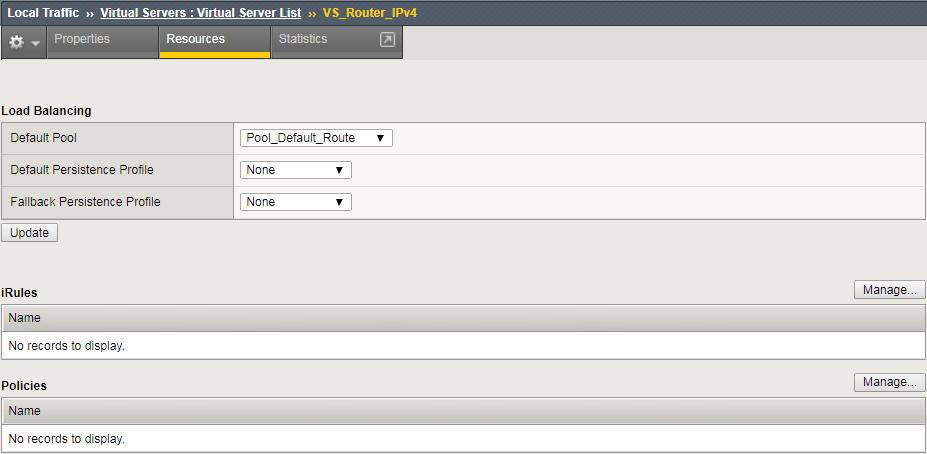 Local Traffic ›› Virtual Servers : Virtual Server List ›› VS_Router_IPv4
Properties Resources Statistics
Load Balancing
Default Pool Pool_Default_Route
Default Persistence Profile None
Fallback Persistence Profile None
Update
iRules Manage...
Name
No records to display.
Policies Manage...
Name
No records to display.